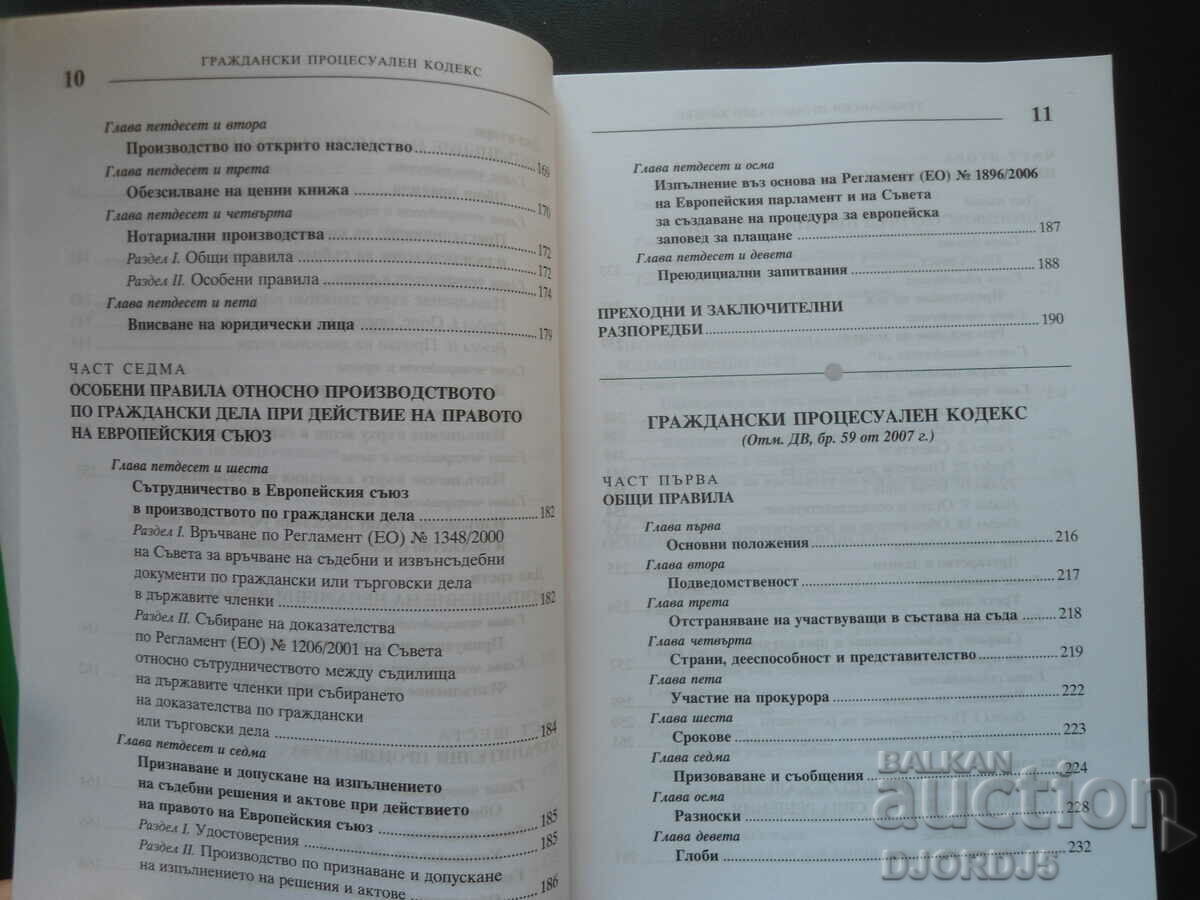 10
ГРАЖДАНСКИ ПРОЦЕСУАЛЕН КОДЕКС
Глава петдесет и втора
Производство по открито наследство 169
Глава петдесет и трета
Обезсилване на ценни книжа 170
Глава петдесет и четвърта
Нотариални производства 172
Раздел I. Общи правила 172
Раздел II. Особени правила 174
Глава петдесет и пета
Вписване на юридически лица 179
ЧАСТ СЕДМА
ОСОБЕНИ ПРАВИЛА ОТНОСНО ПРОИЗВОДСТВОТО
ПО ГРАЖДАНСКИ ДЕЛА ПРИ ДЕЙСТВИЕ НА ПРАВОТО
НА ЕВРОПЕЙСКИЯ СЪЮЗ
Глава петдесет и шеста
Сътрудничество в Европейския съюз
в производството по граждански дела 182
Раздел I. Връчване по Регламент (ЕО) № 1348/2000
на Съвета за връчване на съдебни и извънсъдебни
документи по граждански или търговски дела
в държавите членки 182
Раздел II. Събиране на доказателства
по Регламент (ЕО) № 1206/2001 на Съвета
относно сътрудничеството между съдилища
на държавите членки при събирането
на доказателства по граждански
или търговски дела 184
Глава петдесет и седма
Признаване и допускане на изпълнението
на съдебни решения и актове при действието
на правото на Европейския съюз 185
Раздел I. Удостоверения 185
Раздел II. Производство по признаване и допускане
на изпълнението на решения и актове 186
11
Глава петдесет и осма
Изпълнение въз основа на Регламент (ЕО) № 1896/2006
на Европейския парламент и на Съвета
за създаване на процедура за европейска
заповед за плащане 187
Глава петдесет и девета
Преюдициални запитвания 188
ПРЕХОДНИ И ЗАКЛЮЧИТЕЛНИ
РАЗПОРЕДБИ 190
ГРАЖДАНСКИ ПРОЦЕСУАЛЕН КОДЕКС
(Отм. ДВ, бр. 59 от 2007 г.)
ЧАСТ ПЪРВА
ОБЩИ ПРАВИЛА
Глава първа
Основни положения 216
Глава втора
Подведомственост 217
Глава трета
Отстраняване на участвуващи в състава на съда 218
Глава четвърта
Страни, дееспособност и представителство 219
Глава пета
Участие на прокурора 222
Глава шеста
Срокове 223
Глава седма
Призоваване и съобщения 224
Глава осма
Разноски 228
Глава девета
Глоби 232
BALKAN
auction
DJORDJ5